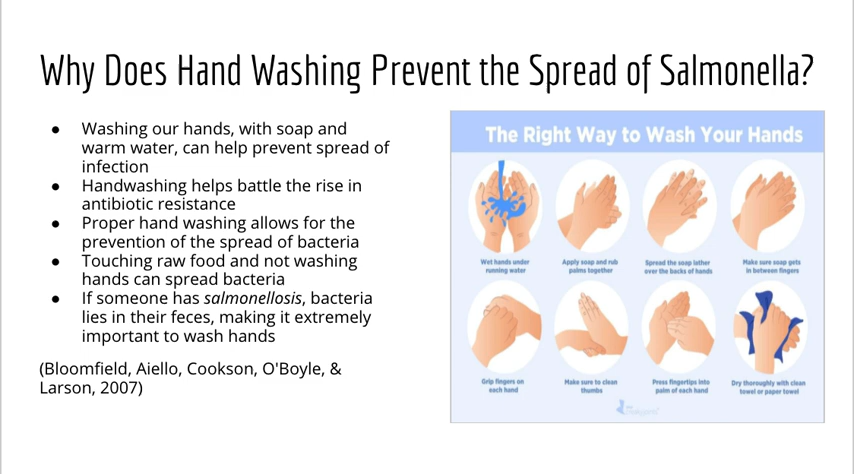 Why Does Hand Washing Prevent the Spread of Salmonella?
● Washing our hands, with soap and
warm water, can help prevent spread of
infection
● Handwashing helps battle the rise in
antibiotic resistance
● Proper hand washing allows for the
prevention of the spread of bacteria
● Touching raw food and not washing
hands can spread bacteria
● If someone has salmonellosis, bacteria
lies in their feces, making it extremely
important to wash hands
(Bloomfield, Aiello, Cookson, O'Boyle, &
Larson, 2007)
The Right Way to Wash Your Hands
Wet hands under
running water
Apply soap and rub
palms together
Spread the soap lather
over the backs of hands
Make sure soap gets
in between fingers
Grip fingers on
each hand
Make sure to clean
thumbs
Press fingertips into
palm of each hand
Dry thoroughly with clean
towel or paper towel